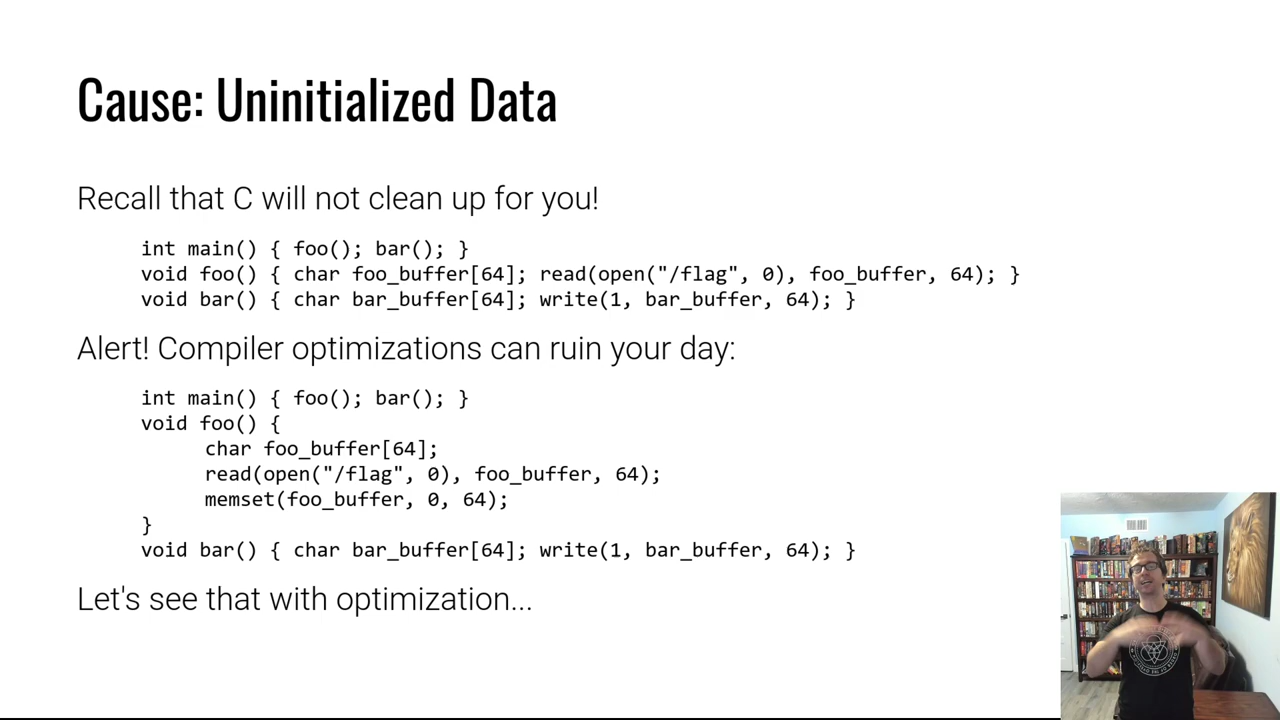 Cause: Uninitialized Data
Recall that C will not clean up for you!
int main() { foo(); bar(); }
void foo() { char foo_buffer[64]; read(open("/flag", 0), foo_buffer, 64); }
void bar() { char bar_buffer[64]; write(1, bar_buffer, 64); }
Alert! Compiler optimizations can ruin your day:
int main() { foo(); bar(); }
void foo() {
char foo_buffer[64];
read(open("/flag", 0), foo_buffer, 64);
memset(foo_buffer, 0, 64);
}
void bar() { char bar_buffer[64]; write(1, bar_buffer, 64); }
Let's see that with optimization...